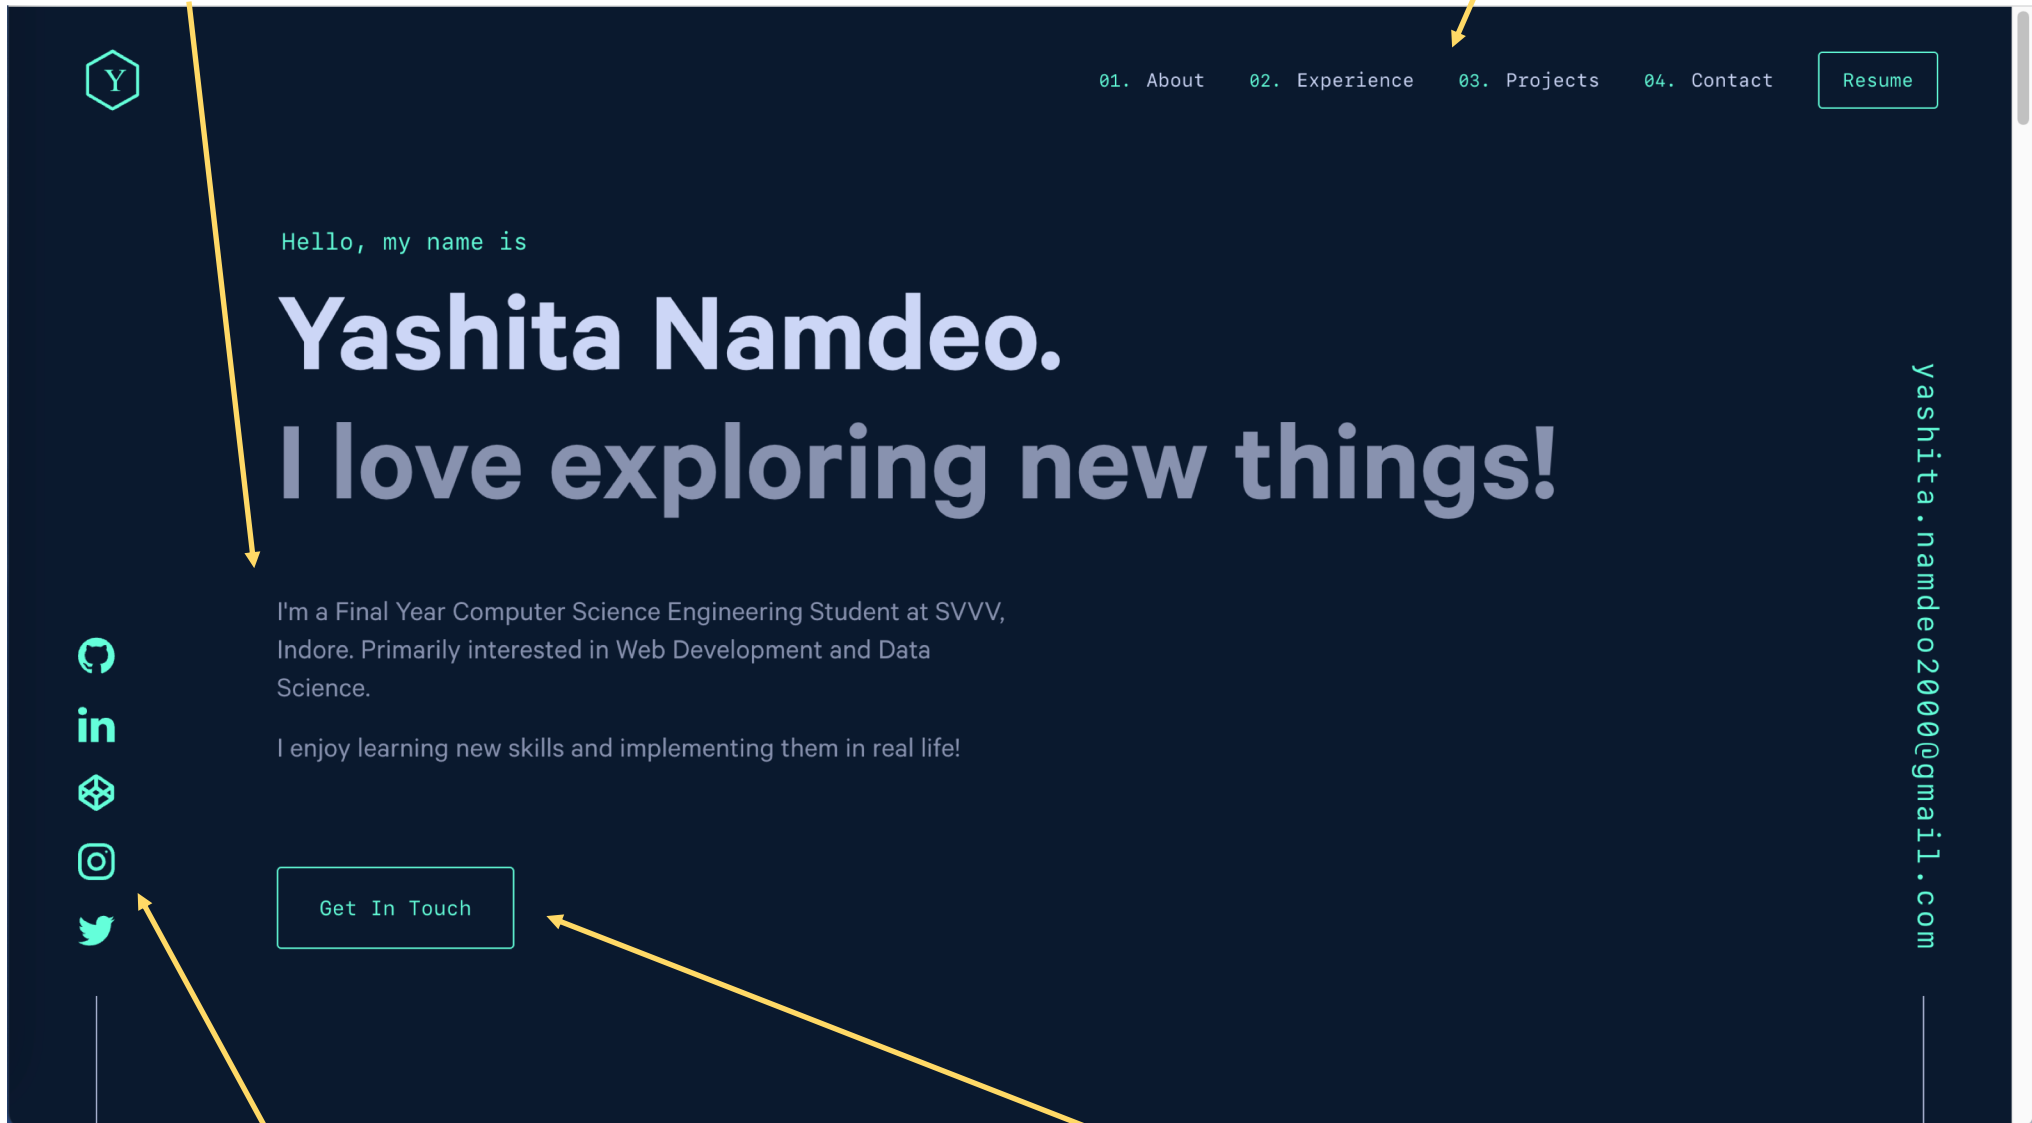 Y
01. About 02. Experience 03. Projects 04. Contact Resume
Hello, my name is
Yashita Namdeo.
I love exploring new things!
I'm a Final Year Computer Science Engineering Student at SVVV,
Indore. Primarily interested in Web Development and Data
Science.
I enjoy learning new skills and implementing them in real life!
Get In Touch
yashita.namdeo2000@gmail.com